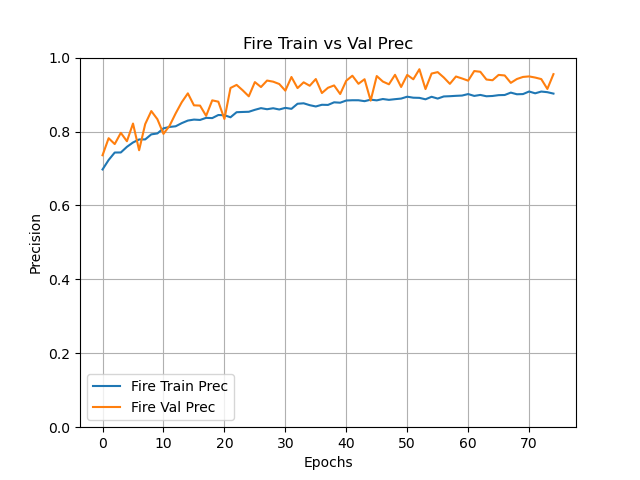 Fire Train vs Val Prec
1.0
0.8
0.6
0.4
0.2
0.0
Precision
Fire Train Prec
Fire Val Prec
0 10 20 30 40 50 60 70
Epochs